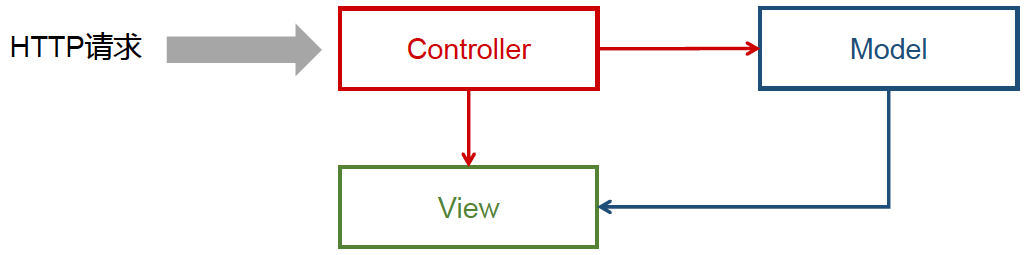 HTTP请求
Controller
Model
View